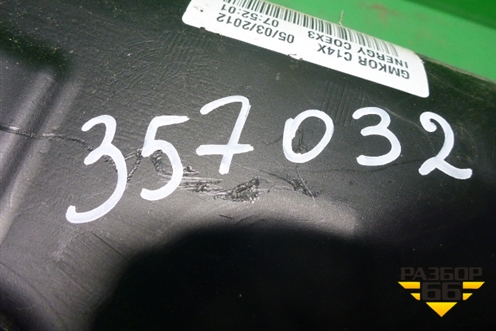 GMKOR C14X
05/03/2012
INERGY COEX3
07:52:01
357032
РАЗБОР
66